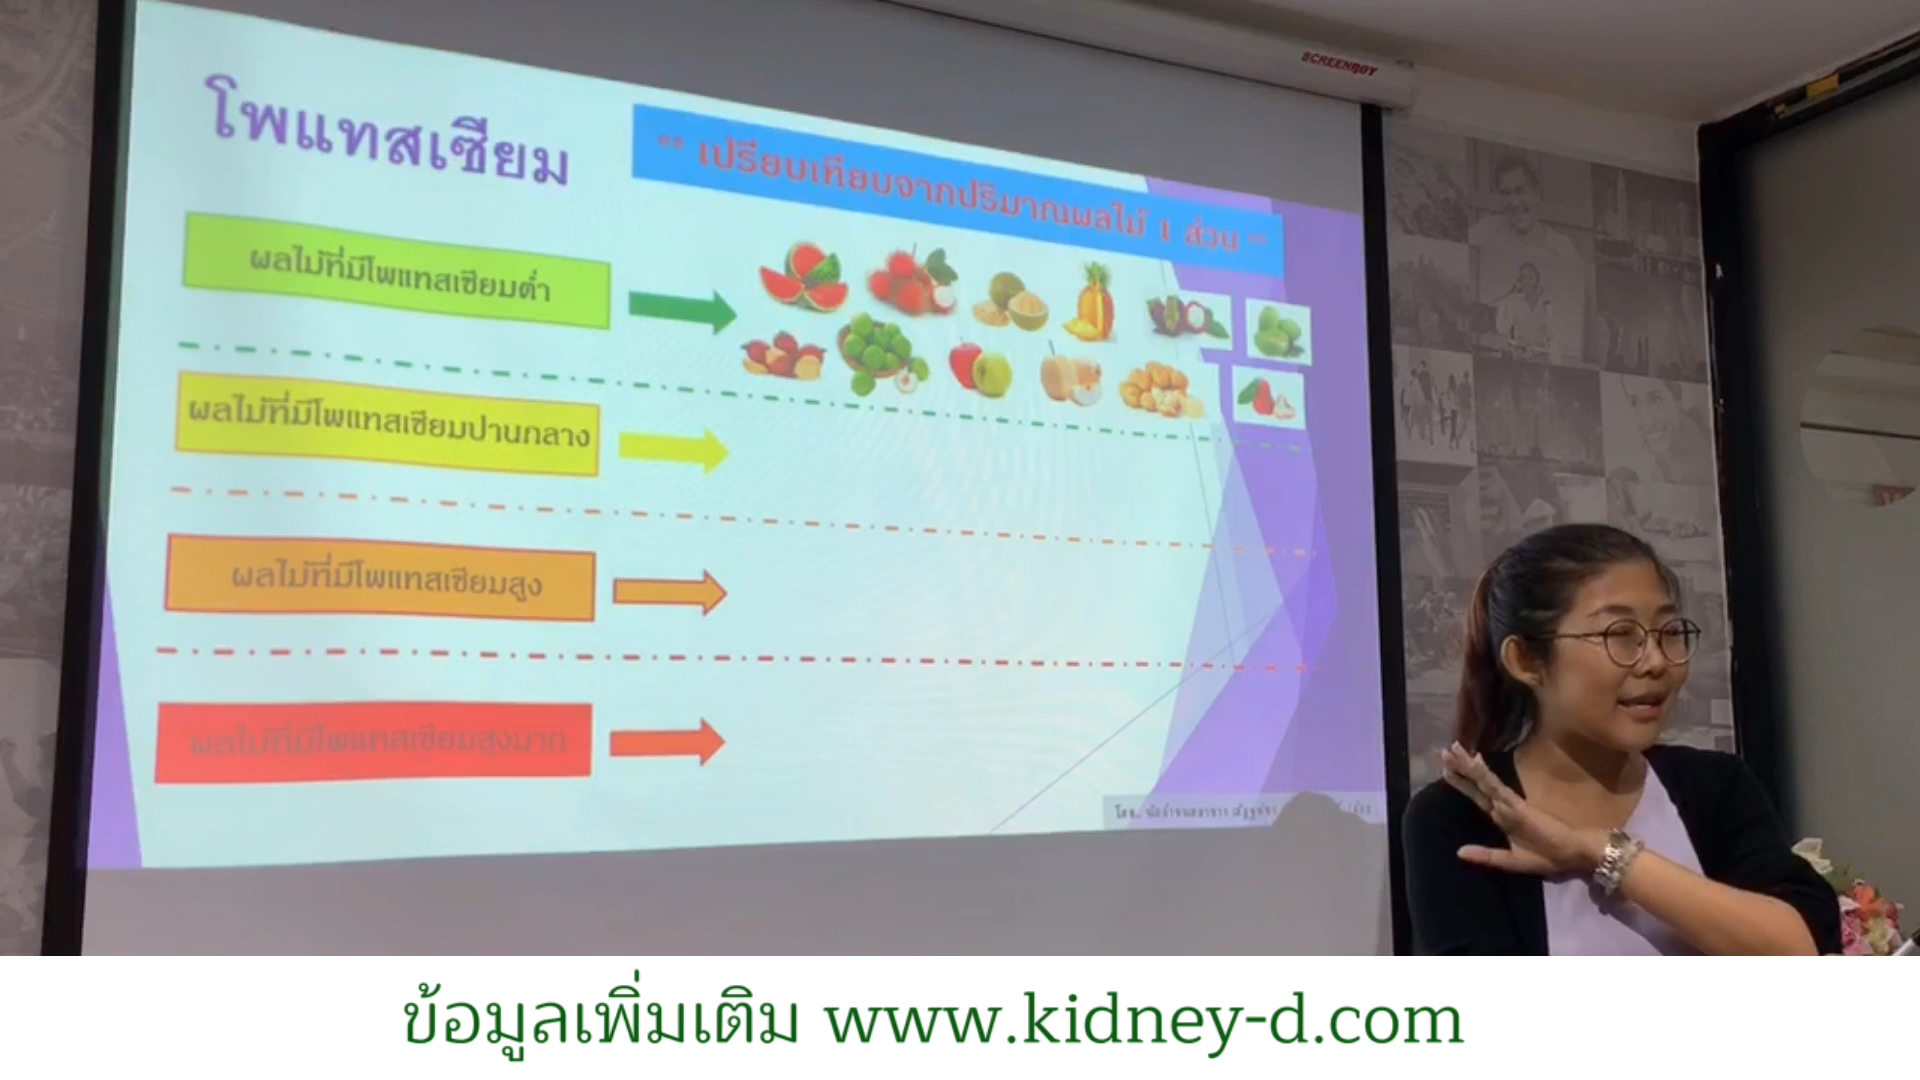 SCREENBOY
โพแทสเซียม
" เปรียบเทียบจากปริมาณผลไม้ 1 ส่วน "
ผลไม้ที่มีโพแทสเซียมต่ำ
ผลไม้ที่มีโพแทสเซียมปานกลาง
ผลไม้ที่มีโพแทสเซียมสูง
ผลไม้ที่มีโพแทสเซียมสูงมาก
ข้อมูลเพิ่มเติม www.kidney-d.com